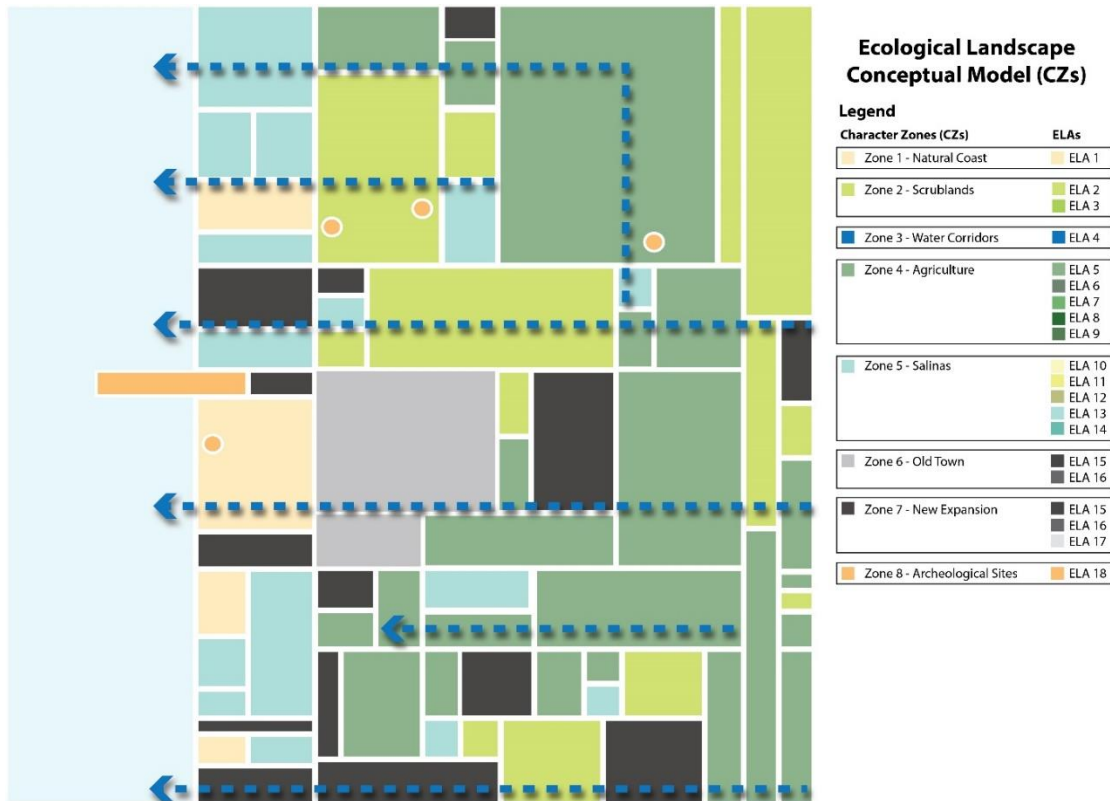 Ecological Landscape
Conceptual Model (CZs)
Legend
Character Zones (CZs) ELAs
Zone 1 - Natural Coast ELA 1
Zone 2 - Scrublands ELA 2
ELA 3
Zone 3 - Water Corridors ELA 4
Zone 4 - Agriculture ELA 5
ELA 6
ELA 7
ELA 8
ELA 9
Zone 5 - Salinas ELA 10
ELA 11
ELA 12
ELA 13
ELA 14
Zone 6 - Old Town ELA 15
ELA 16
Zone 7 - New Expansion ELA 15
ELA 16
ELA 17
Zone 8 - Archeological Sites ELA 18